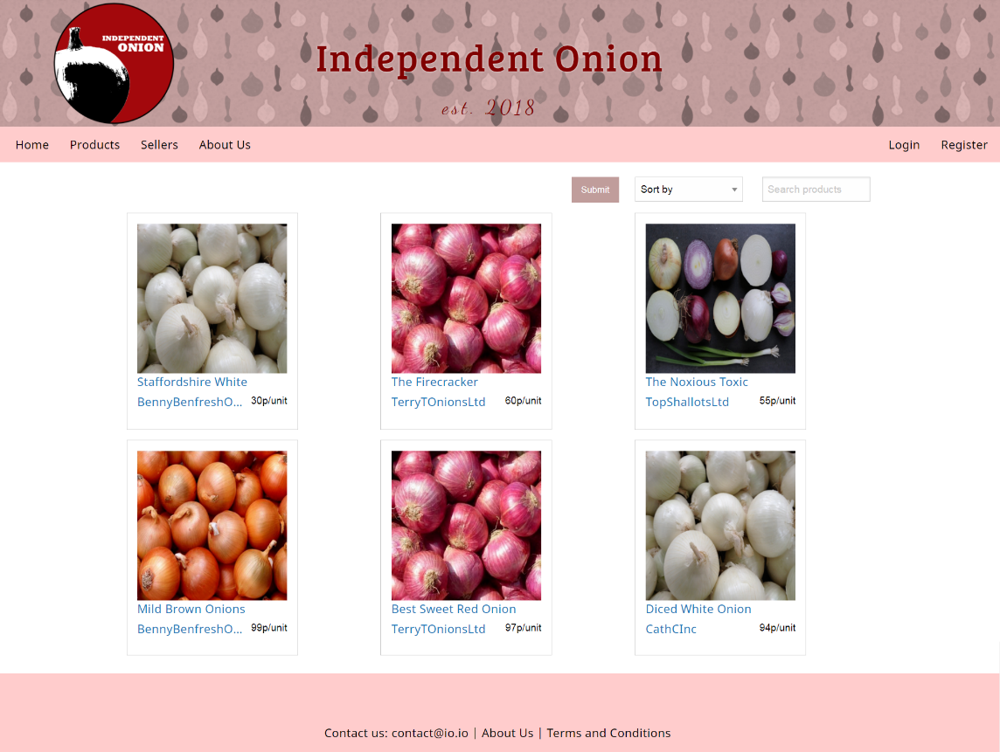 INDEPENDENT
ONION
Independent Onion
est. 2018
Home Products Sellers About Us Login Register
Submit Sort by Search products
Staffordshire White
BennyBenfreshO... 30p/unit
The Firecracker
TerryTOnionsLtd 60p/unit
The Noxious Toxic
TopShallotsLtd 55p/unit
Mild Brown Onions
BennyBenfreshO... 99p/unit
Best Sweet Red Onion
TerryTOnionsLtd 97p/unit
Diced White Onion
CathCInc 94p/unit
Contact us: contact@io.io | About Us | Terms and Conditions